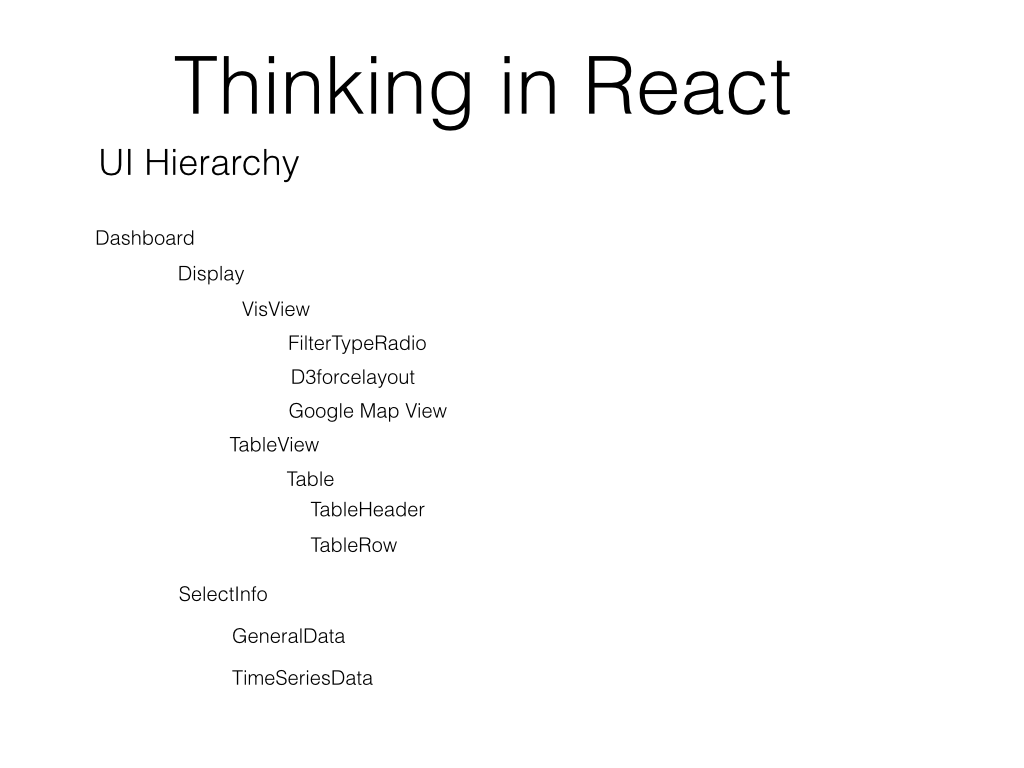 Thinking in React
UI Hierarchy
Dashboard
Display
VisView
FilterTypeRadio
D3forcelayout
Google Map View
TableView
Table
TableHeader
TableRow
SelectInfo
GeneralData
TimeSeriesData